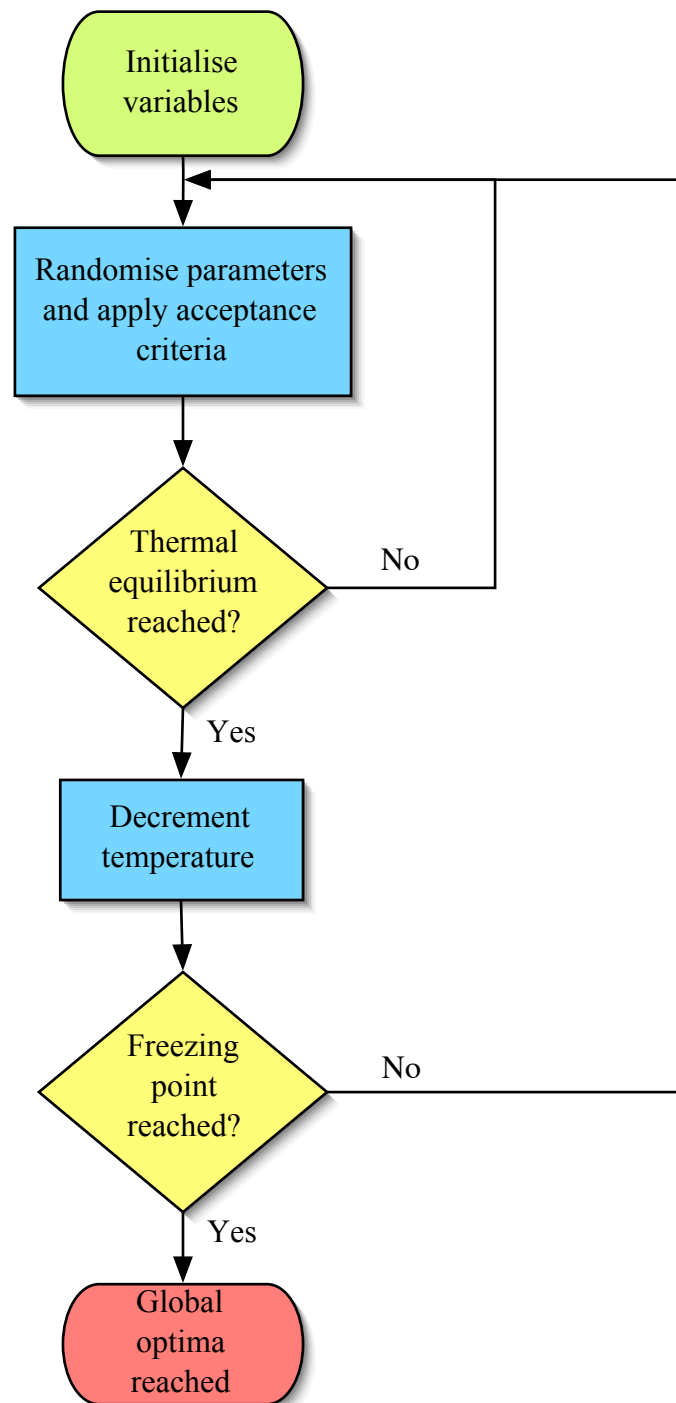 Initialise
variables
Randomise parameters
and apply acceptance
criteria
Thermal
equilibrium
reached?
No
Yes
Decrement
temperature
Freezing
point
reached?
No
Yes
Global
optima
reached